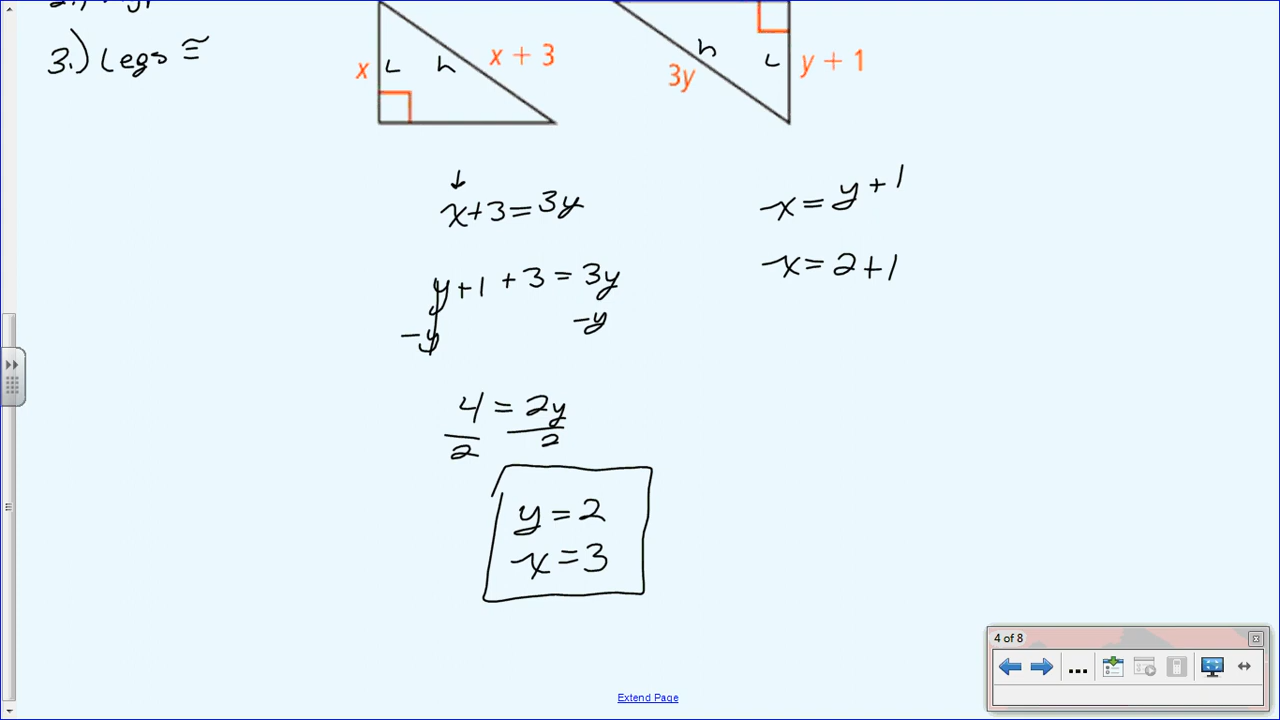 3.) Legs ≅
x L h x + 3
h 3y L y + 1
x+3=3y
x=y+1
y+1+3=3y
x=2+1
-y -y
4=2y
2 2
y=2
x=3
4 of 8
...
Extend Page